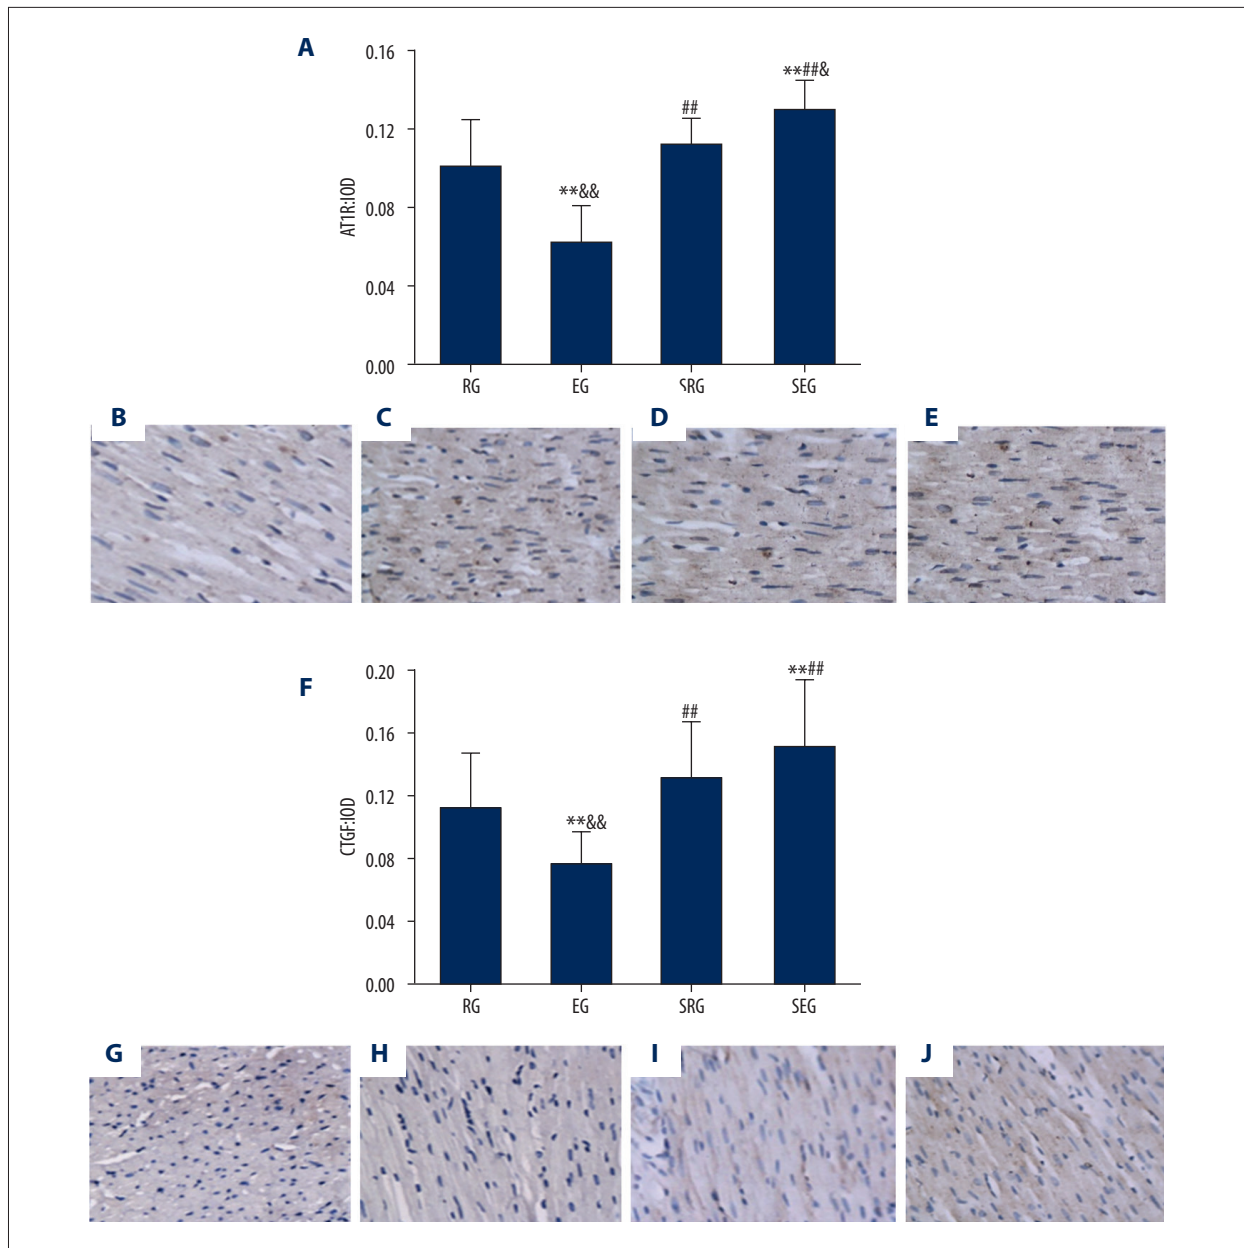 A
0.16
0.12
0.08
0.04
0.00
AT1R:IOD
**&&
##
**##&
RG EG SRG SEG
B C D E
F
0.20
0.16
0.12
0.08
0.04
0.00
CTGF:IOD
**&&
##
**##
RG EG SRG SEG
G H I J